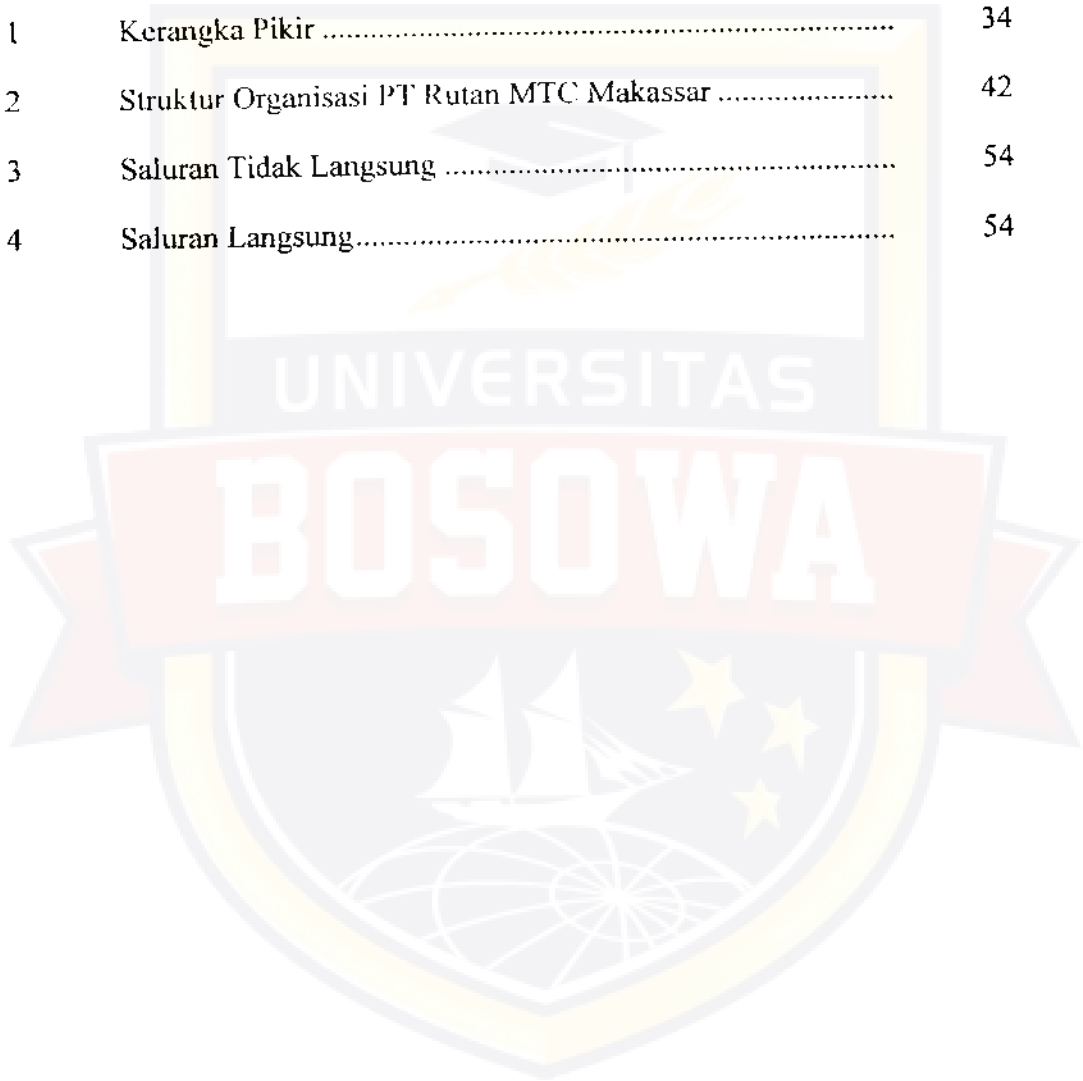 1 Kerangka Pikir ........................................................................ 34
2 Struktur Organisasi PT Rutan MTC Makassar ...................... 42
3 Saluran Tidak Langsung ......................................................... 54
4 Saluran Langsung.................................................................... 54
UNIVERSITAS
BOSOWA